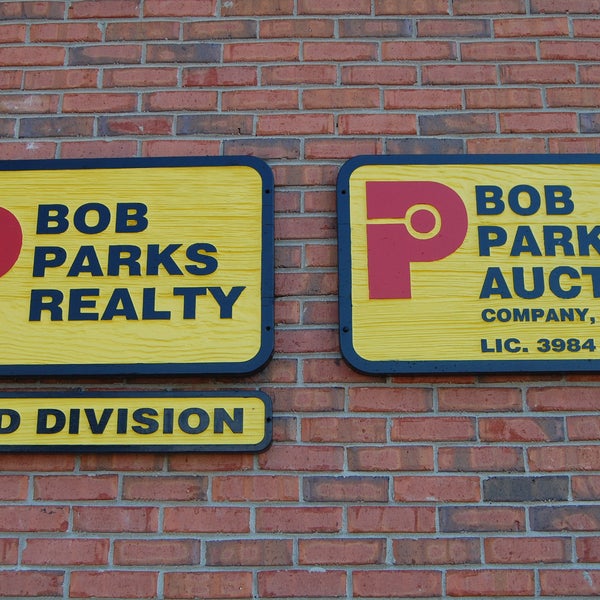 BOB
PARKS
REALTY
D DIVISION
P BOB
PARK
AUCT
COMPANY,
LIC. 3984